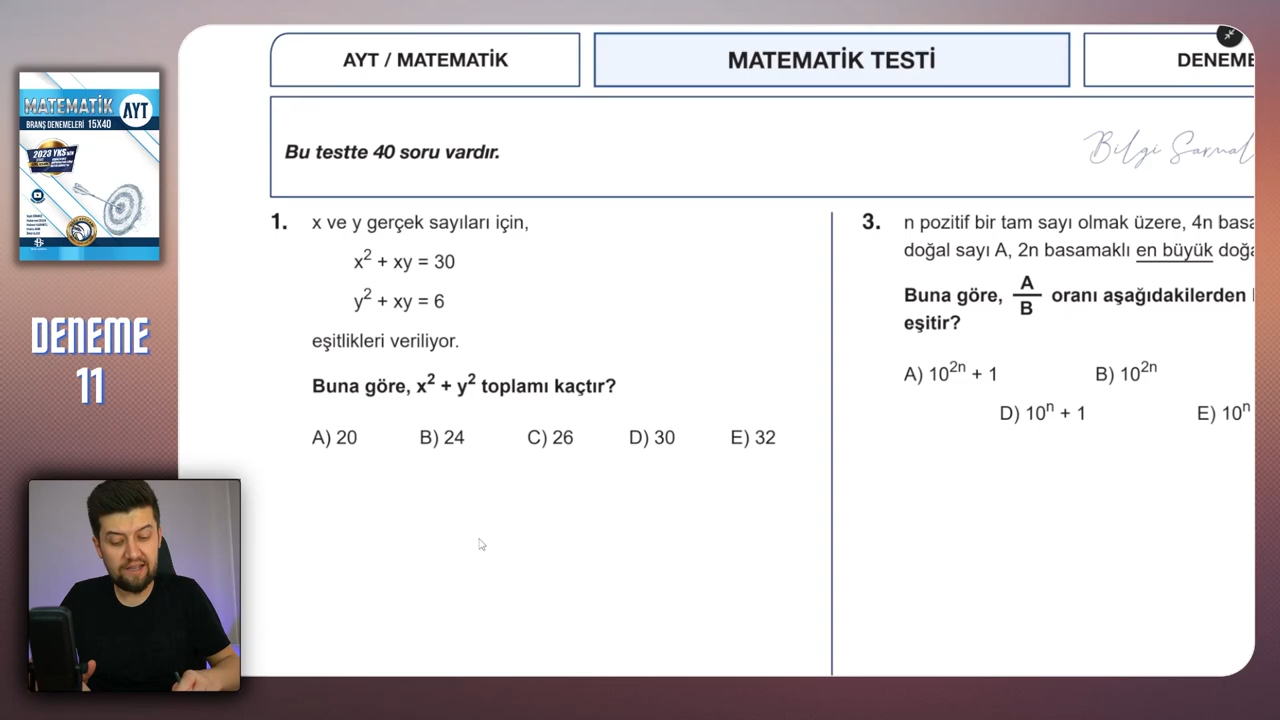 AYT / MATEMATİK
MATEMATİK TESTİ
DENEME
Bu testte 40 soru vardır.
Bilgi Sarmal
MATEMATİK AYT
BRANŞ DENEMELERİ 15X40
DENEME
11
1. x ve y gerçek sayıları için,
x² + xy = 30
y² + xy = 6
eşitlikleri veriliyor.
Buna göre, x² + y² toplamı kaçtır?
A) 20 B) 24 C) 26 D) 30 E) 32
3. n pozitif bir tam sayı olmak üzere, 4n basa
doğal sayı A, 2n basamaklı en büyük doğa
Buna göre, A/B oranı aşağıdakilerden
eşitir?
A) 10²ⁿ + 1 B) 10²ⁿ
D) 10ⁿ + 1 E) 10ⁿ